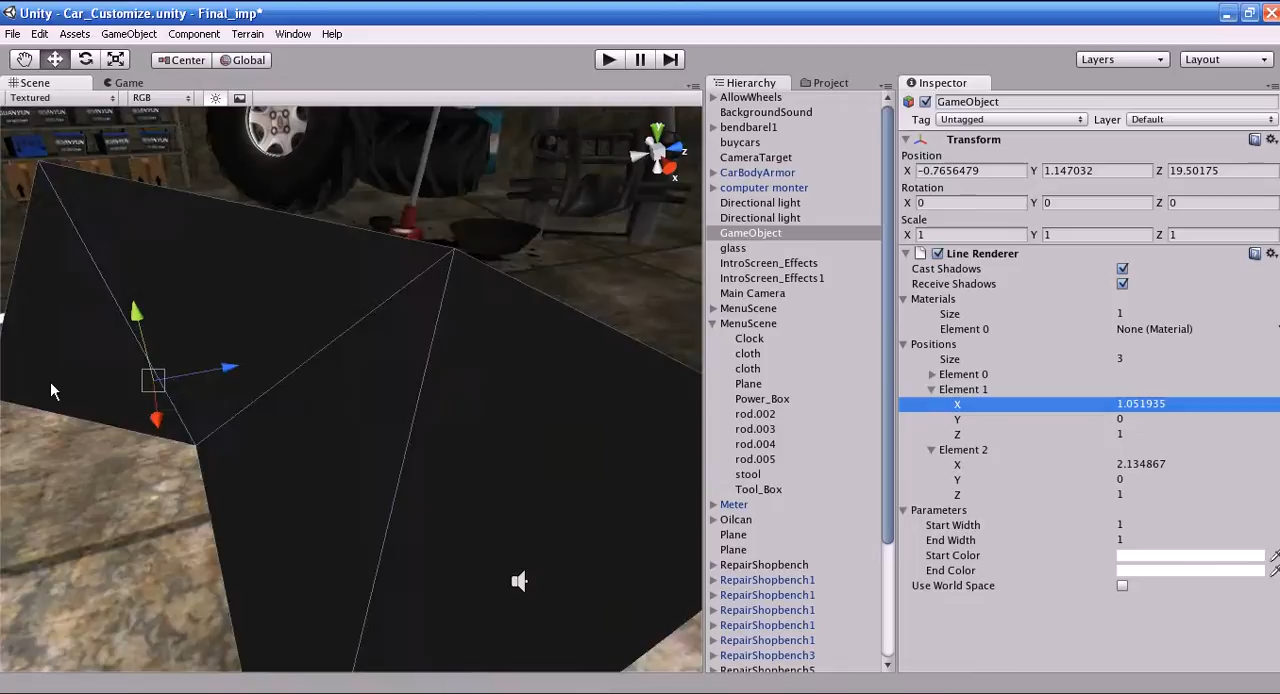 Unity - Car_Customize.unity - Final_imp*
File Edit Assets GameObject Component Terrain Window Help
Center Global Layers Layout
Scene Game
Textured RGB
Hierarchy Project
AllowWheels
BackgroundSound
bendbarel1
buycars
CameraTarget
CarBodyArmor
computer monter
Directional light
Directional light
GameObject
glass
IntroScreen_Effects
IntroScreen_Effects1
Main Camera
MenuScene
MenuScene
Clock
cloth
cloth
Plane
Power_Box
rod.002
rod.003
rod.004
rod.005
stool
Tool_Box
Meter
Oilcan
Plane
Plane
RepairShopbench
RepairShopbench1
RepairShopbench1
RepairShopbench1
RepairShopbench1
RepairShopbench1
RepairShopbench3
RepairShopbench5
Inspector
GameObject
Tag Untagged Layer Default
Transform
Position
X -0.7656479 Y 1.147032 Z 19.50175
Rotation
X 0 Y 0 Z 0
Scale
X 1 Y 1 Z 1
Line Renderer
Cast Shadows
Receive Shadows
Materials
Size 1
Element 0 None (Material)
Positions
Size 3
Element 0
Element 1
X 1.051935
Y 0
Z 1
Element 2
X 2.134867
Y 0
Z 1
Parameters
Start Width 1
End Width 1
Start Color
End Color
Use World Space
z
x